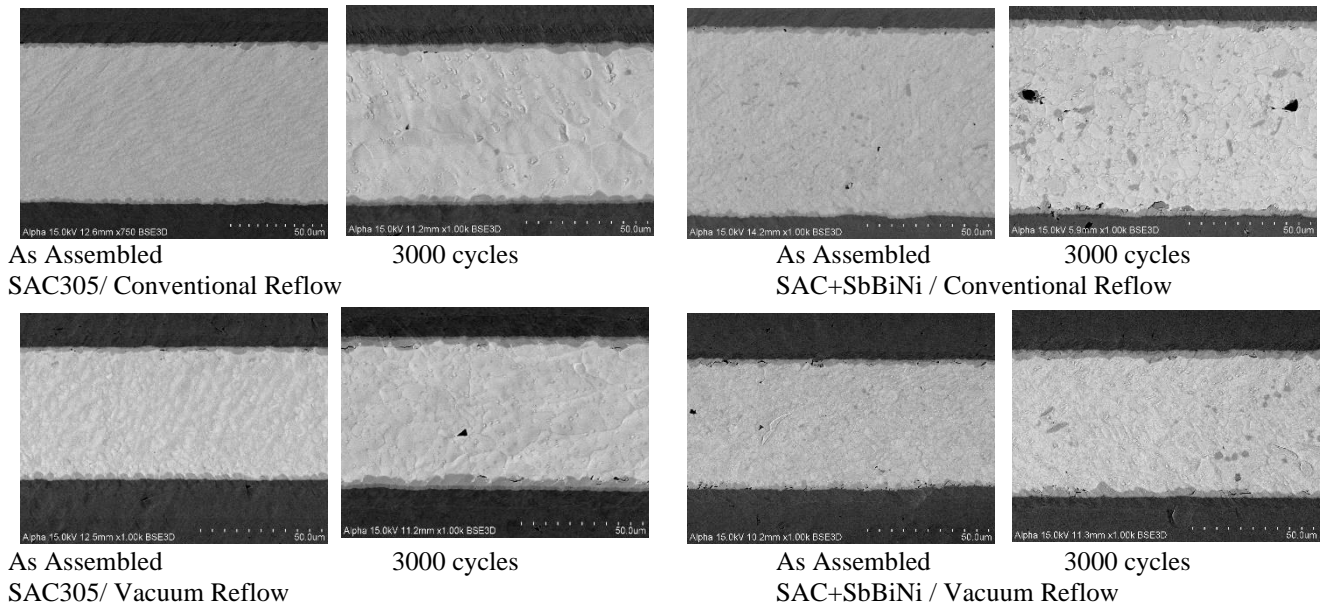 Alpha 15.0kV 12.6mm x750 BSE3D 50.0um
Alpha 15.0kV 11.2mm x1.00k BSE3D 50.0um
Alpha 15.0kV 14.2mm x1.00k BSE3D 50.0um
Alpha 15.0kV 5.9mm x1.00k BSE3D 50.0um
As Assembled 3000 cycles
SAC305/ Conventional Reflow
As Assembled 3000 cycles
SAC+SbBiNi / Conventional Reflow
Alpha 15.0kV 12.5mm x1.00k BSE3D 50.0um
Alpha 15.0kV 11.2mm x1.00k BSE3D 50.0um
Alpha 15.0kV 10.2mm x1.00k BSE3D 50.0um
Alpha 15.0kV 11.3mm x1.00k BSE3D 50.0um
As Assembled 3000 cycles
SAC305/ Vacuum Reflow
As Assembled 3000 cycles
SAC+SbBiNi / Vacuum Reflow